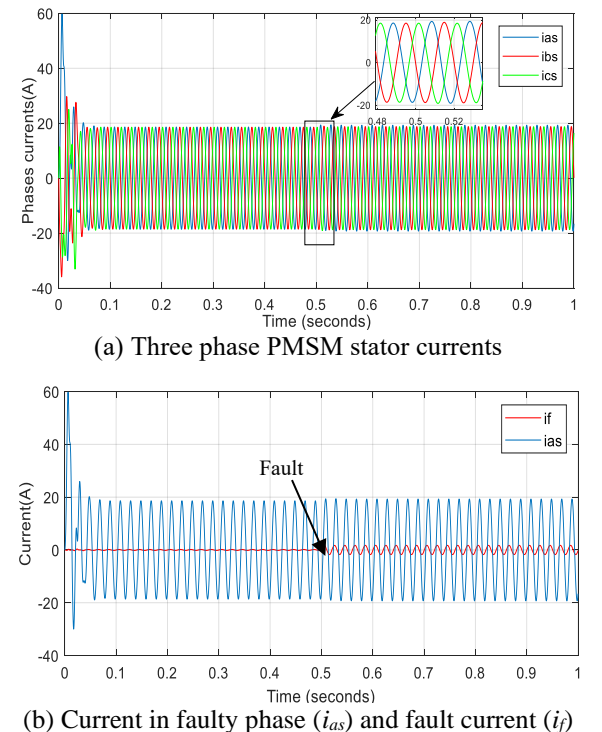 60
40
20
0
-20
-40
Phases currents(A)
20
0
-20
0.48 0.5 0.52
ias
ibs
ics
0 0.1 0.2 0.3 0.4 0.5 0.6 0.7 0.8 0.9 1
Time (seconds)
(a) Three phase PMSM stator currents
60
40
20
0
-20
-40
Current(A)
if
ias
Fault
0 0.1 0.2 0.3 0.4 0.5 0.6 0.7 0.8 0.9 1
Time (seconds)
(b) Current in faulty phase (ias) and fault current (if)